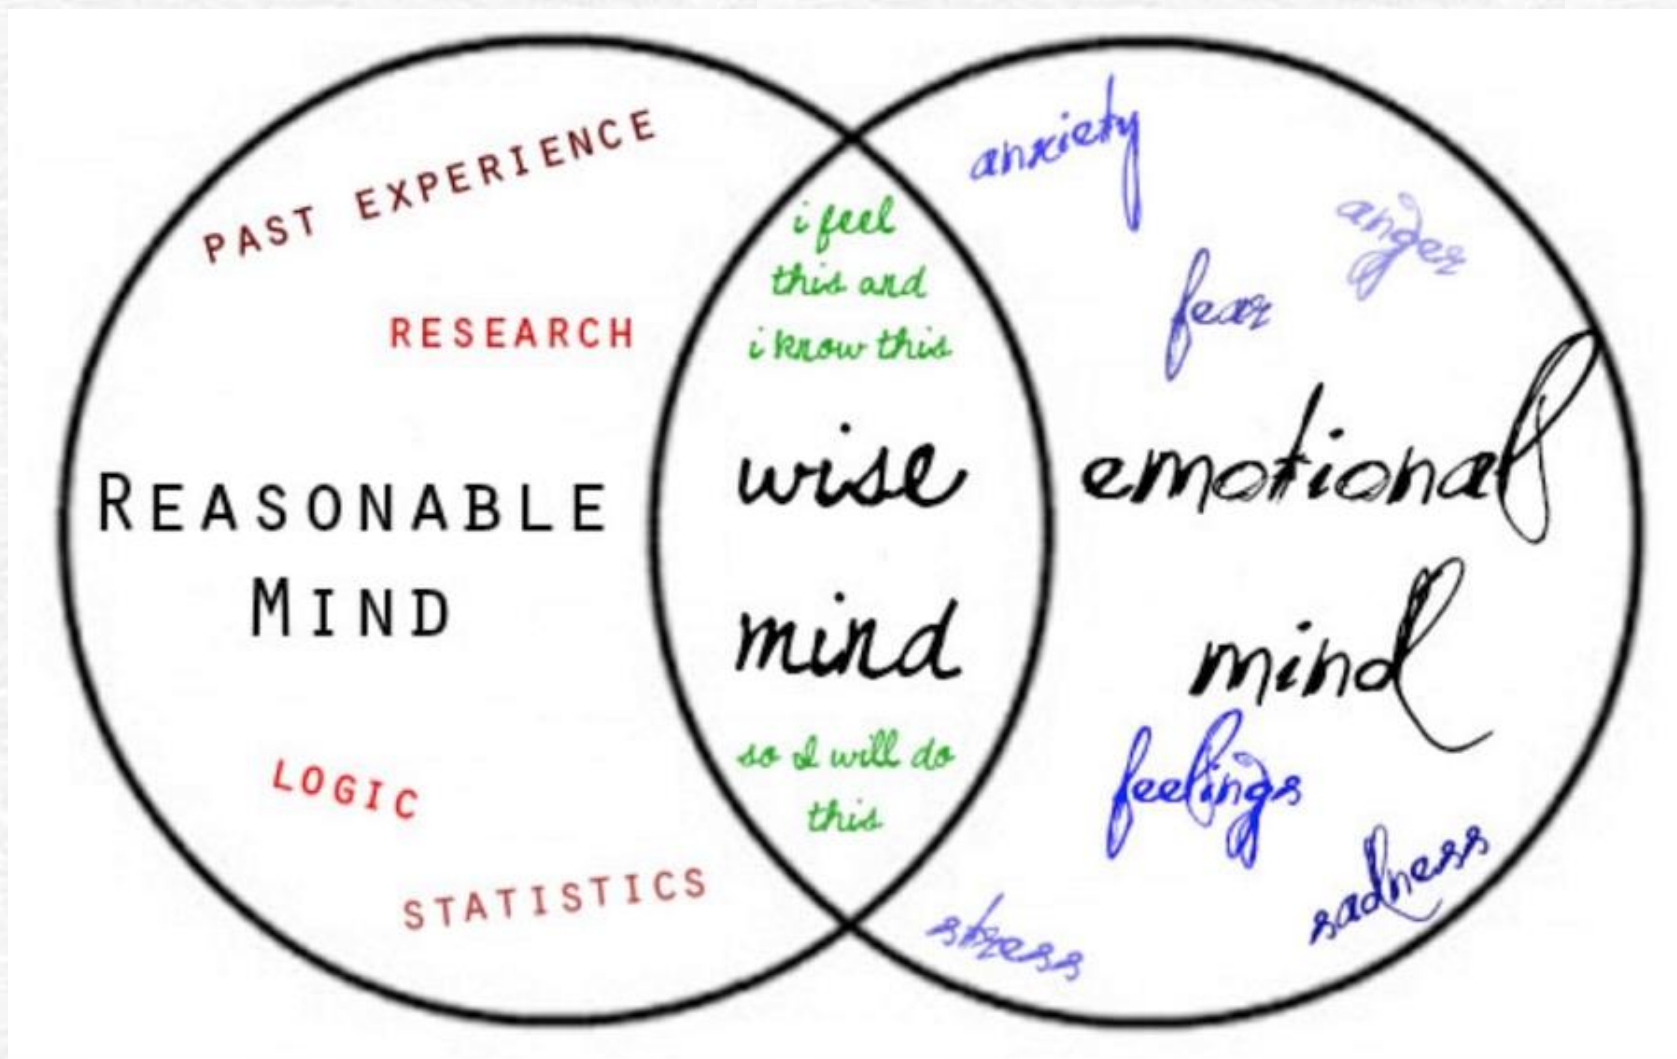 PAST EXPERIENCE
RESEARCH
REASONABLE
MIND
LOGIC
STATISTICS
i feel
this and
i know this
wise
mind
so I will do
this
anxiety
anger
fear
emotional
mind
feelings
sadness
stress